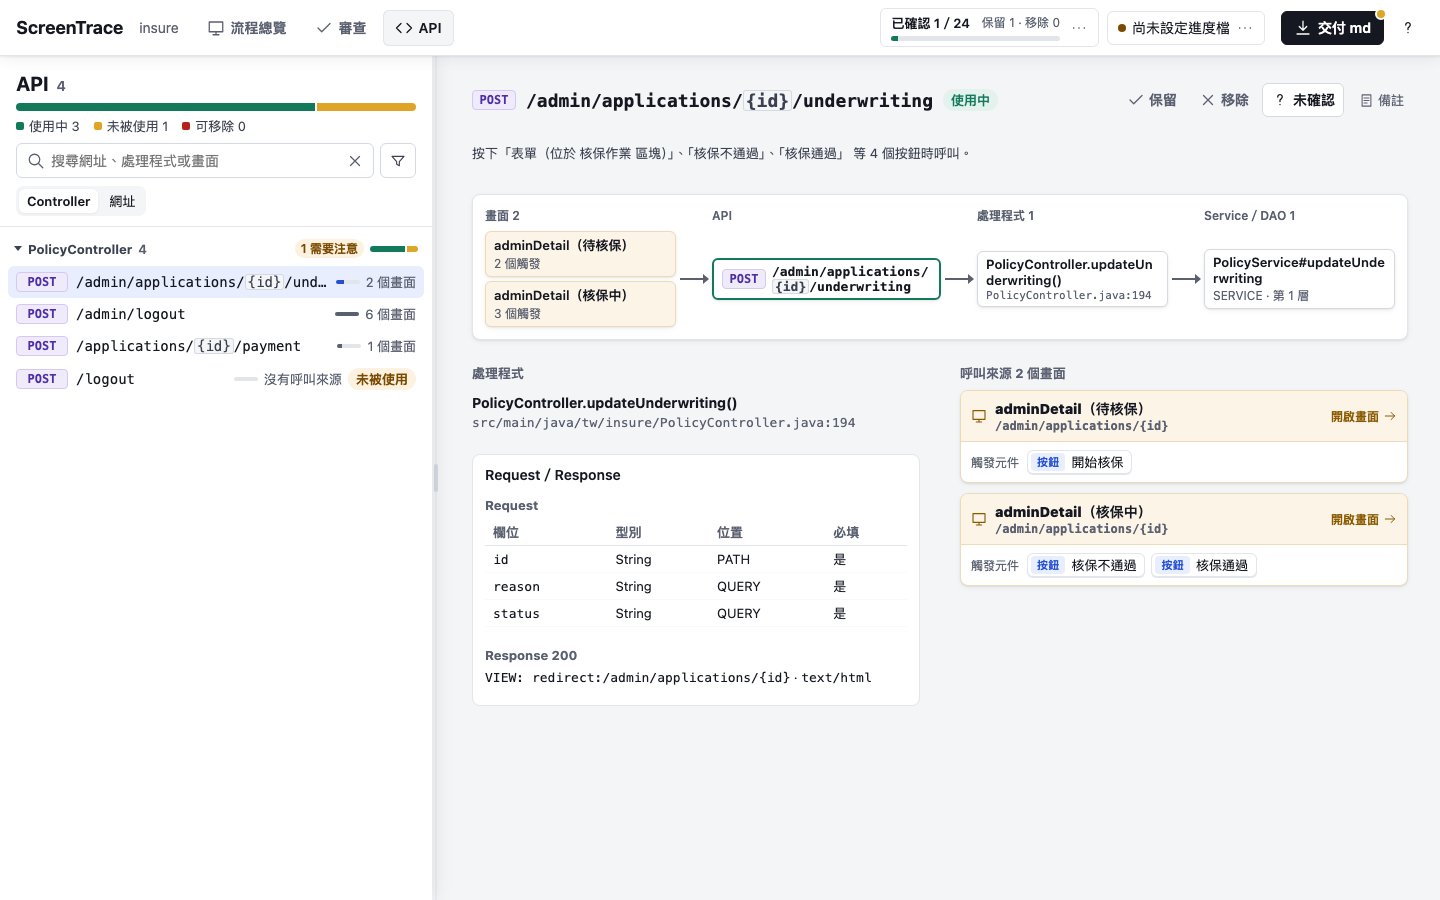 ScreenTrace insure 流程總覽 審查 API 已確認 1 / 24 保留 1 · 移除 0 ··· 尚未設定進度檔 ··· 交付 md ?
API 4
使用中 3 未被使用 1 可移除 0
搜尋網址、處理程式或畫面
Controller 網址
PolicyController 4 1 需要注意
POST /admin/applications/{id}/und… 2 個畫面
POST /admin/logout 6 個畫面
POST /applications/{id}/payment 1 個畫面
POST /logout 沒有呼叫來源 未被使用
POST /admin/applications/{id}/underwriting 使用中 保留 移除 ? 未確認 備註
按下「表單（位於 核保作業 區塊）」、「核保不通過」、「核保通過」 等 4 個按鈕時呼叫。
畫面 2
adminDetail（待核保）
2 個觸發
adminDetail（核保中）
3 個觸發
API
POST /admin/applications/
{id}/underwriting
處理程式 1
PolicyController.updateUn
derwriting()
PolicyController.java:194
Service / DAO 1
PolicyService#updateUnde
rwriting
SERVICE · 第 1 層
處理程式
PolicyController.updateUnderwriting()
src/main/java/tw/insure/PolicyController.java:194
Request / Response
Request
欄位 型別 位置 必填
id String PATH 是
reason String QUERY 是
status String QUERY 是
Response 200
VIEW: redirect:/admin/applications/{id} · text/html
呼叫來源 2 個畫面
adminDetail（待核保）
/admin/applications/{id}
開啟畫面 →
觸發元件 按鈕 開始核保
adminDetail（核保中）
/admin/applications/{id}
開啟畫面 →
觸發元件 按鈕 核保不通過 按鈕 核保通過